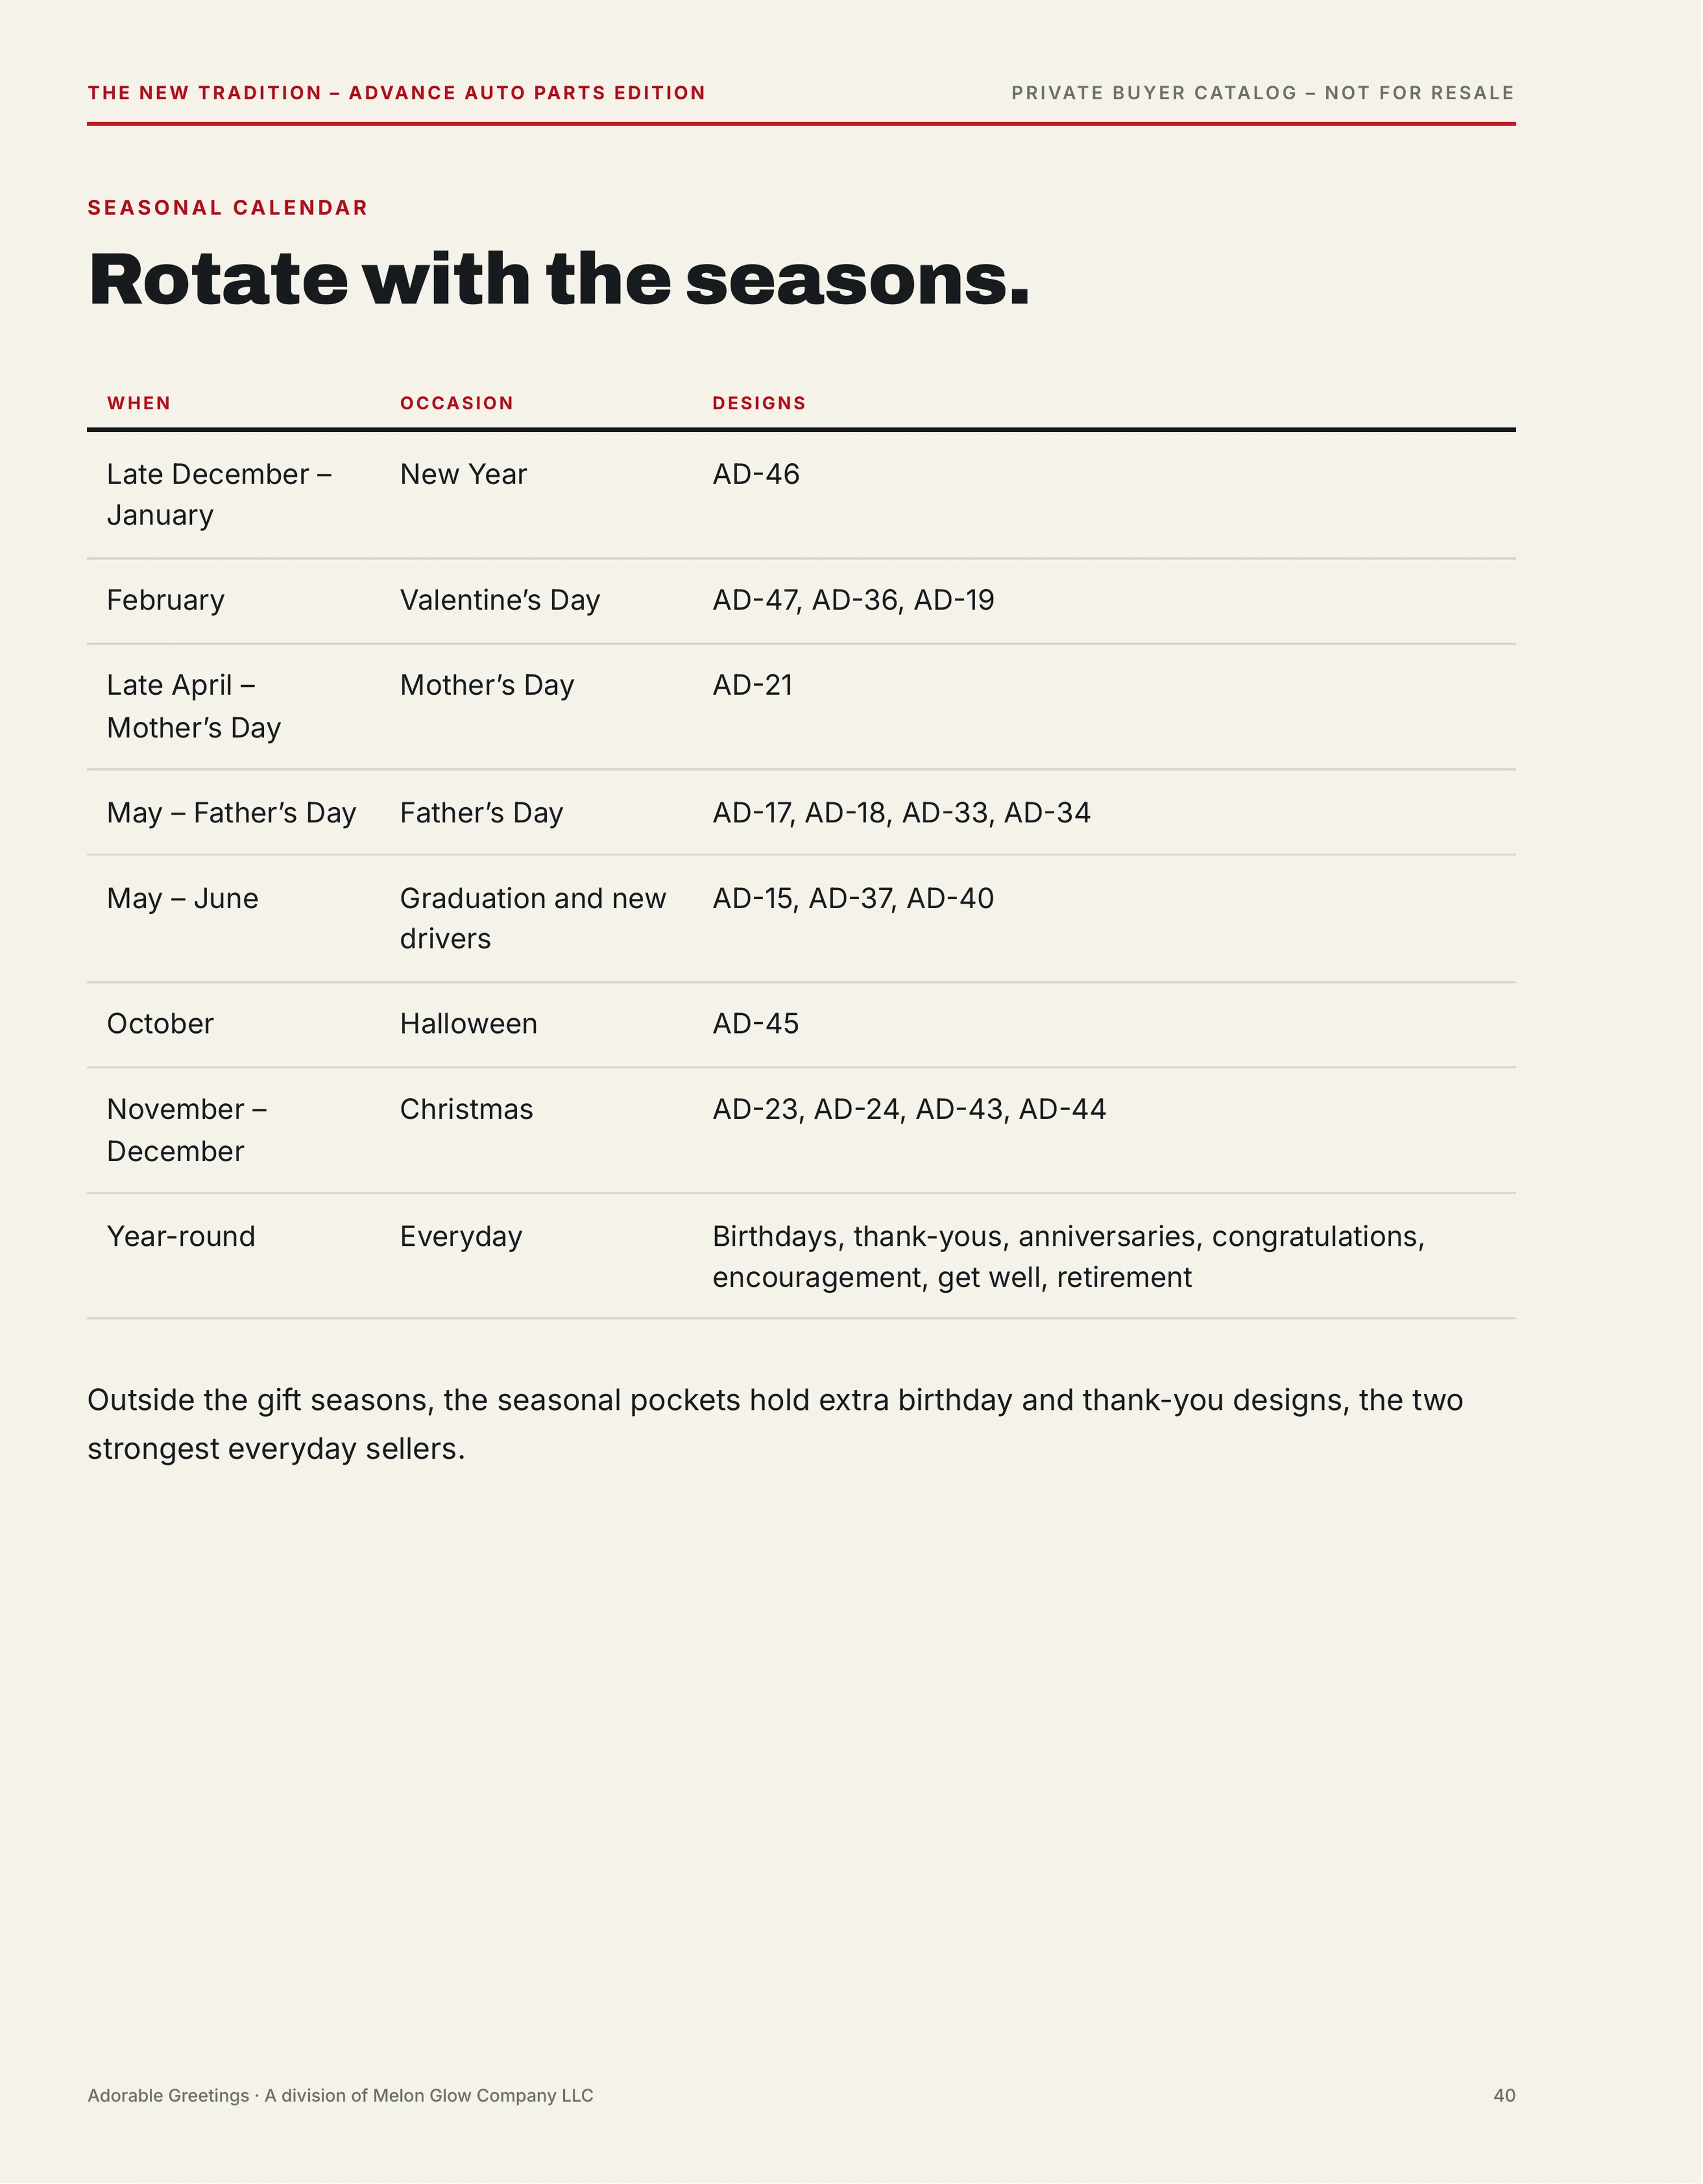 THE NEW TRADITION – ADVANCE AUTO PARTS EDITION
PRIVATE BUYER CATALOG – NOT FOR RESALE
SEASONAL CALENDAR
Rotate with the seasons.
WHEN OCCASION DESIGNS
Late December – New Year AD-46
January
February Valentine’s Day AD-47, AD-36, AD-19
Late April – Mother’s Day AD-21
Mother’s Day
May – Father’s Day Father’s Day AD-17, AD-18, AD-33, AD-34
May – June Graduation and new AD-15, AD-37, AD-40
drivers
October Halloween AD-45
November – Christmas AD-23, AD-24, AD-43, AD-44
December
Year-round Everyday Birthdays, thank-yous, anniversaries, congratulations,
encouragement, get well, retirement
Outside the gift seasons, the seasonal pockets hold extra birthday and thank-you designs, the two
strongest everyday sellers.
Adorable Greetings · A division of Melon Glow Company LLC
40